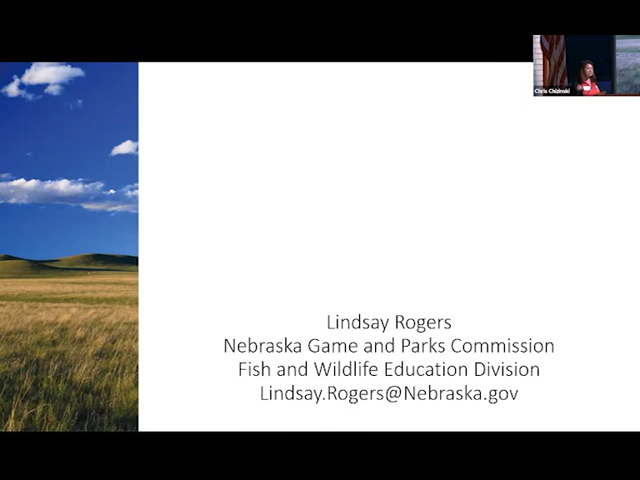 Chris Chizinski
Lindsay Rogers
Nebraska Game and Parks Commission
Fish and Wildlife Education Division
Lindsay.Rogers@Nebraska.gov